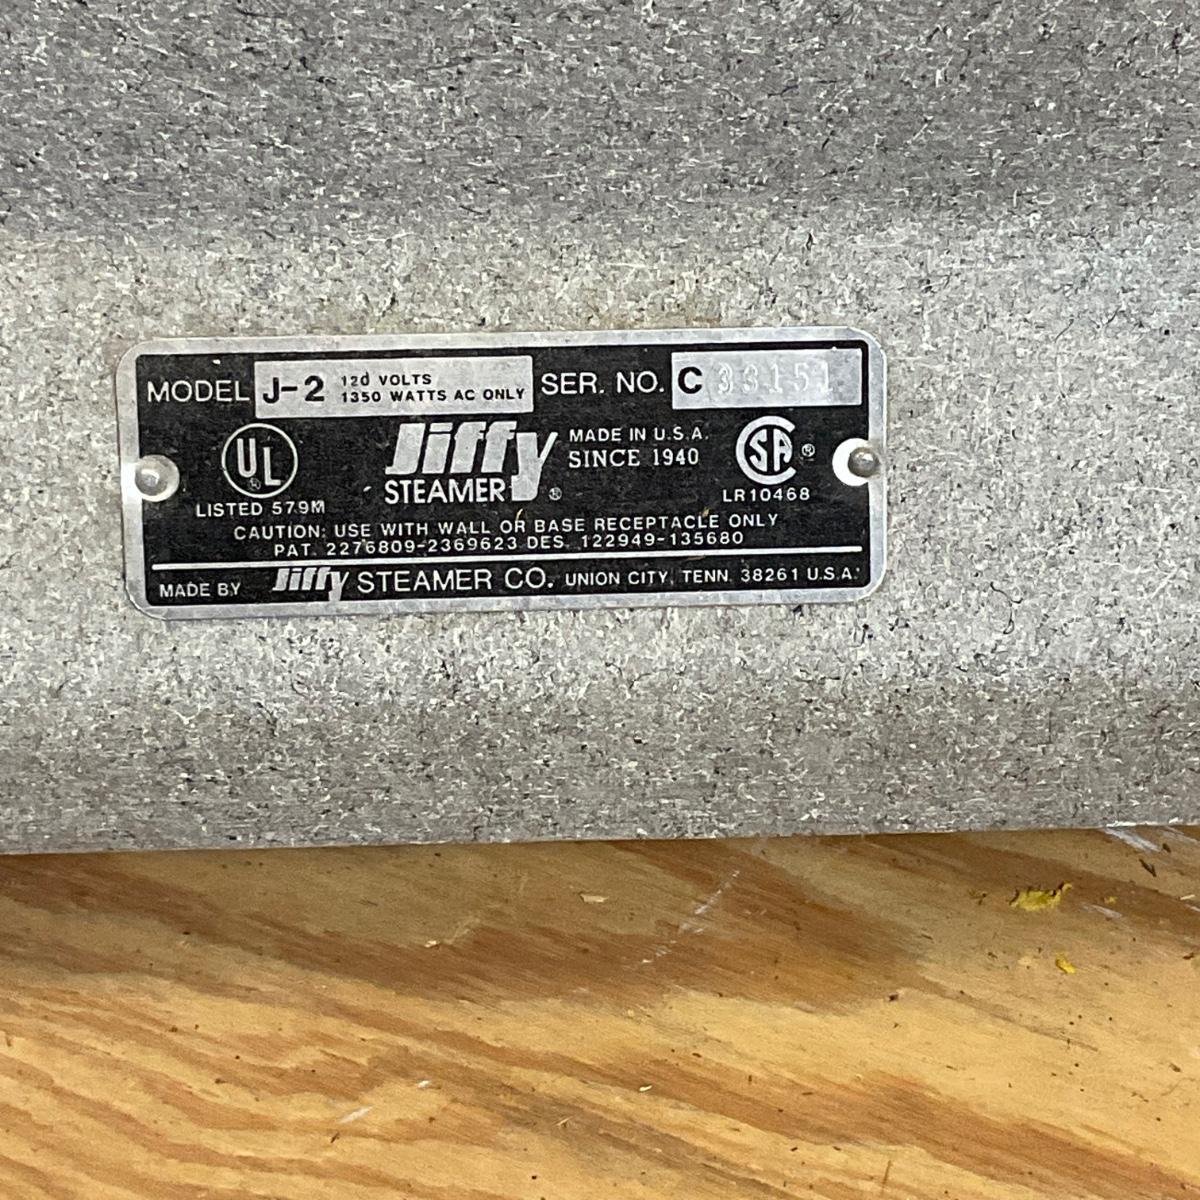 MODEL J-2 120 VOLTS 1350 WATTS AC ONLY SER. NO. C 33151
UL ® LISTED 579M
Jiffy STEAMER ®
MADE IN U.S.A.
SINCE 1940
SA ® LR10468
CAUTION: USE WITH WALL OR BASE RECEPTACLE ONLY
PAT. 2276809-2369623 DES. 122949-135680
MADE BY Jiffy STEAMER CO. UNION CITY, TENN. 38261 U.S.A.